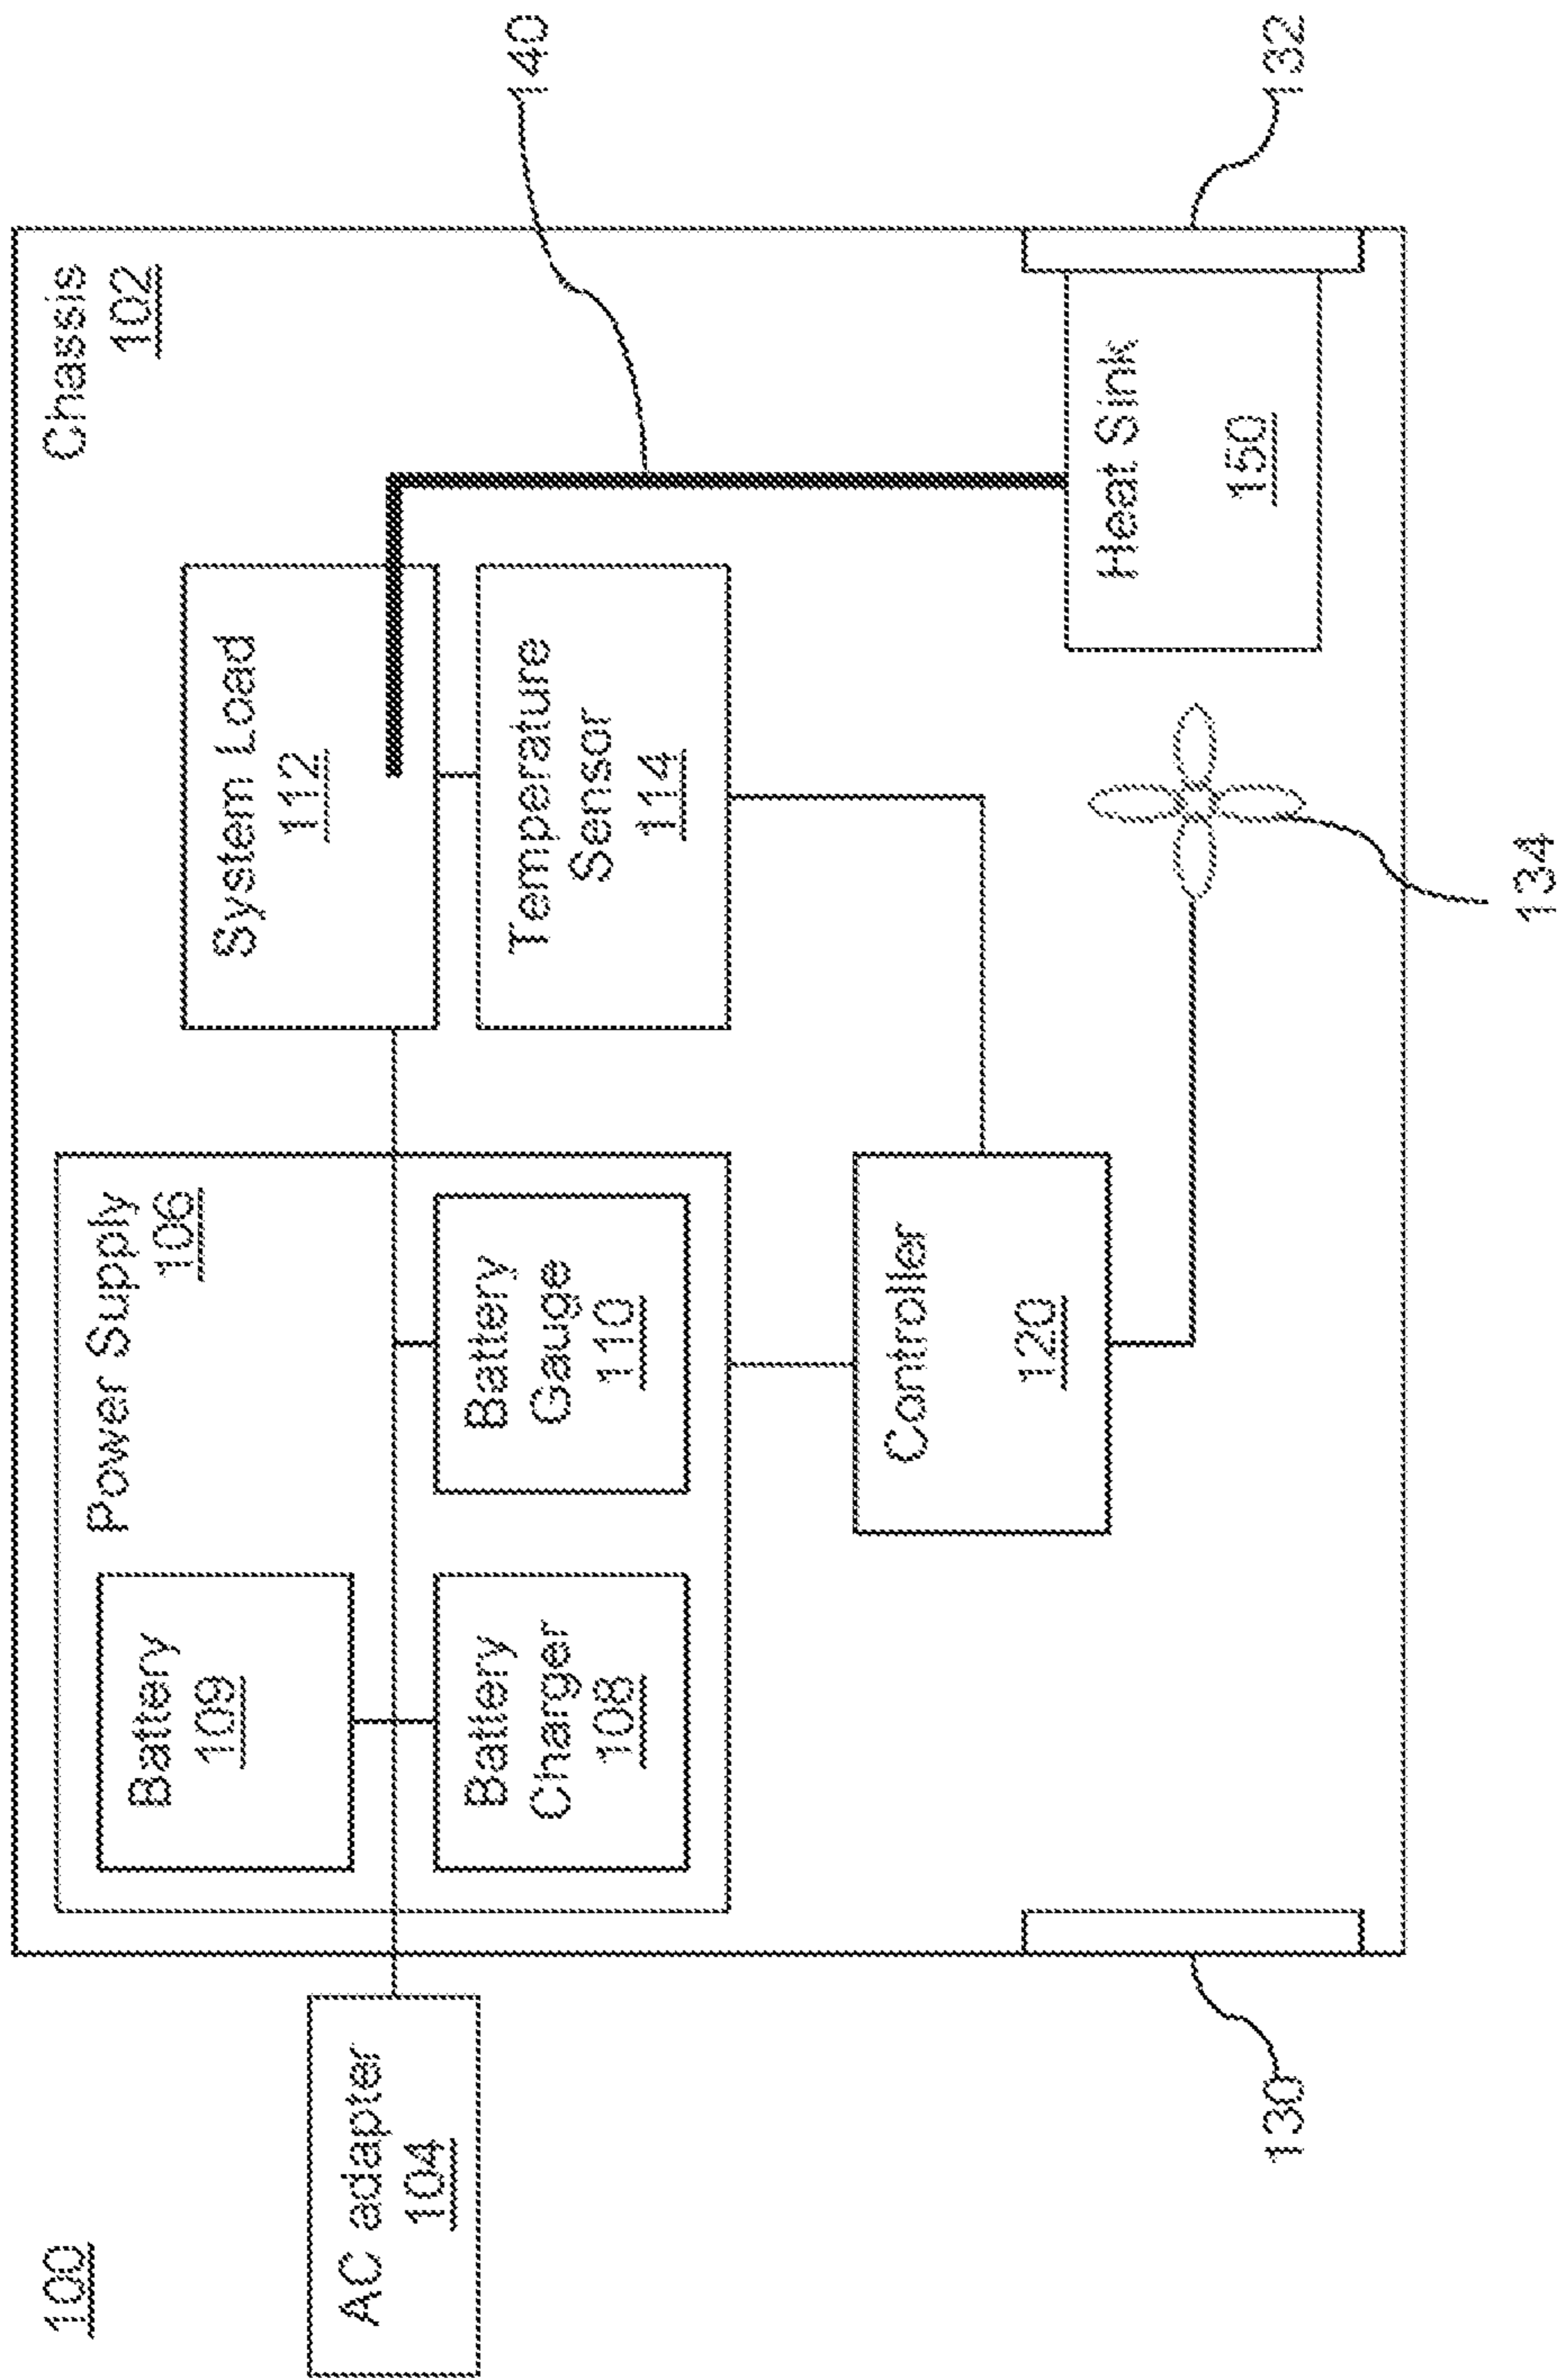 100
Chassis
102
AC adapter
104
Power Supply
106
Battery
109
Battery
Charger
108
Battery
Gauge
110
System Load
112
Temperature
Sensor
114
140
Controller
120
Heat Sink
150
130
132
134